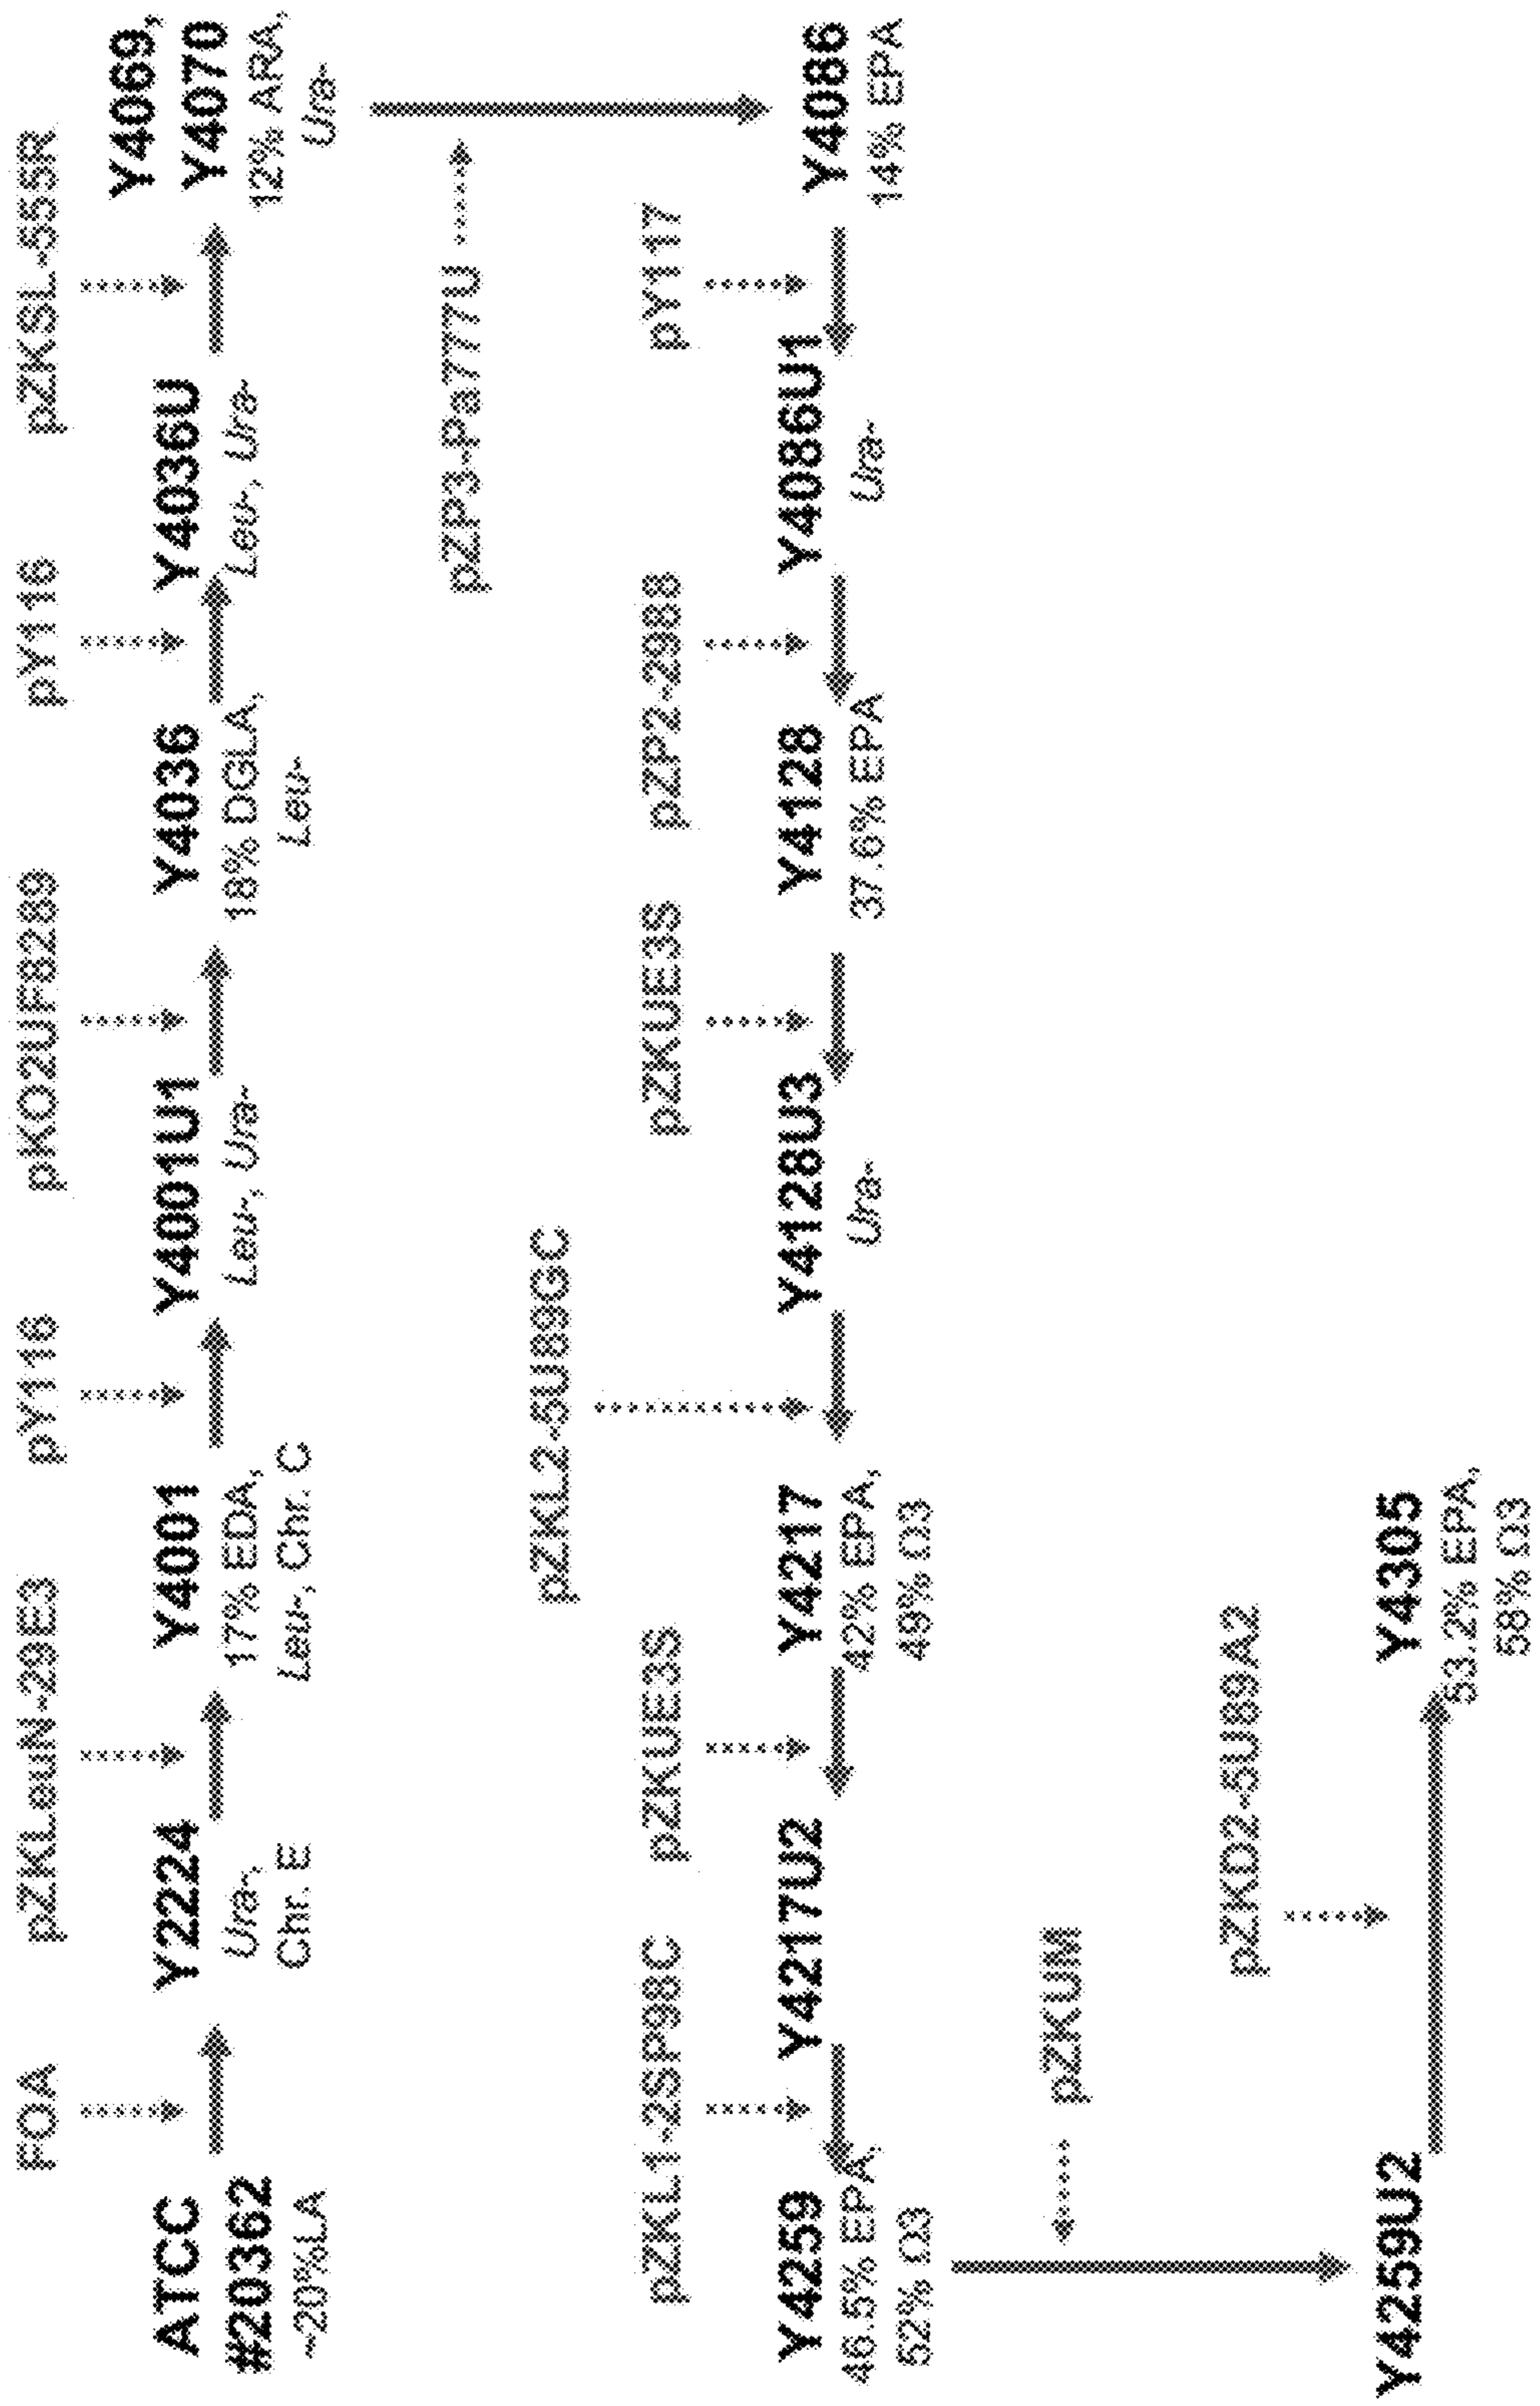 FOA
pZKLeuN-29E3
pY116
pKO2UF8289
pY116
pZKSL-555R
ATCC
#20362
~20%LA
Y2224
Ura-,
Chr. E
Y4001
17% EDA,
Leu-, Chr. C
Y4001U1
Leu-, Ura-
Y4036
18% DGLA,
Leu-
Y4036U
Leu-, Ura-
Y4069,
Y4070
12% ARA,
Ura-
pZP3-Pa777U
pZKL2-5U89GC
pZKL1-2SP98C
pZKUE3S
pZKUE3S
pZP2-2988
pY117
Y4259
46.5% EPA,
52% Ω3
Y4217U2
Y4217
42% EPA,
49% Ω3
Y4128U3
Ura-
Y4128
37.6% EPA
Y4086U1
Ura-
Y4086
14% EPA
pZKUM
pZKD2-5U89A2
Y4259U2
Y4305
53.2% EPA,
58% Ω3